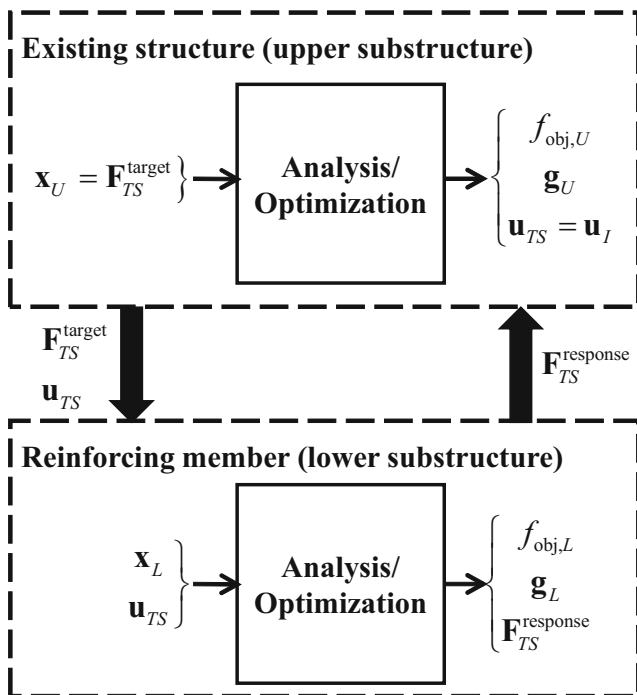 Existing structure (upper substructure)
x_U = F_TS^target } Analysis/ Optimization { f_obj,U
g_U
u_TS = u_I
F_TS^target
u_TS
F_TS^response
Reinforcing member (lower substructure)
x_L
u_TS
Analysis/
Optimization
f_obj,L
g_L
F_TS^response